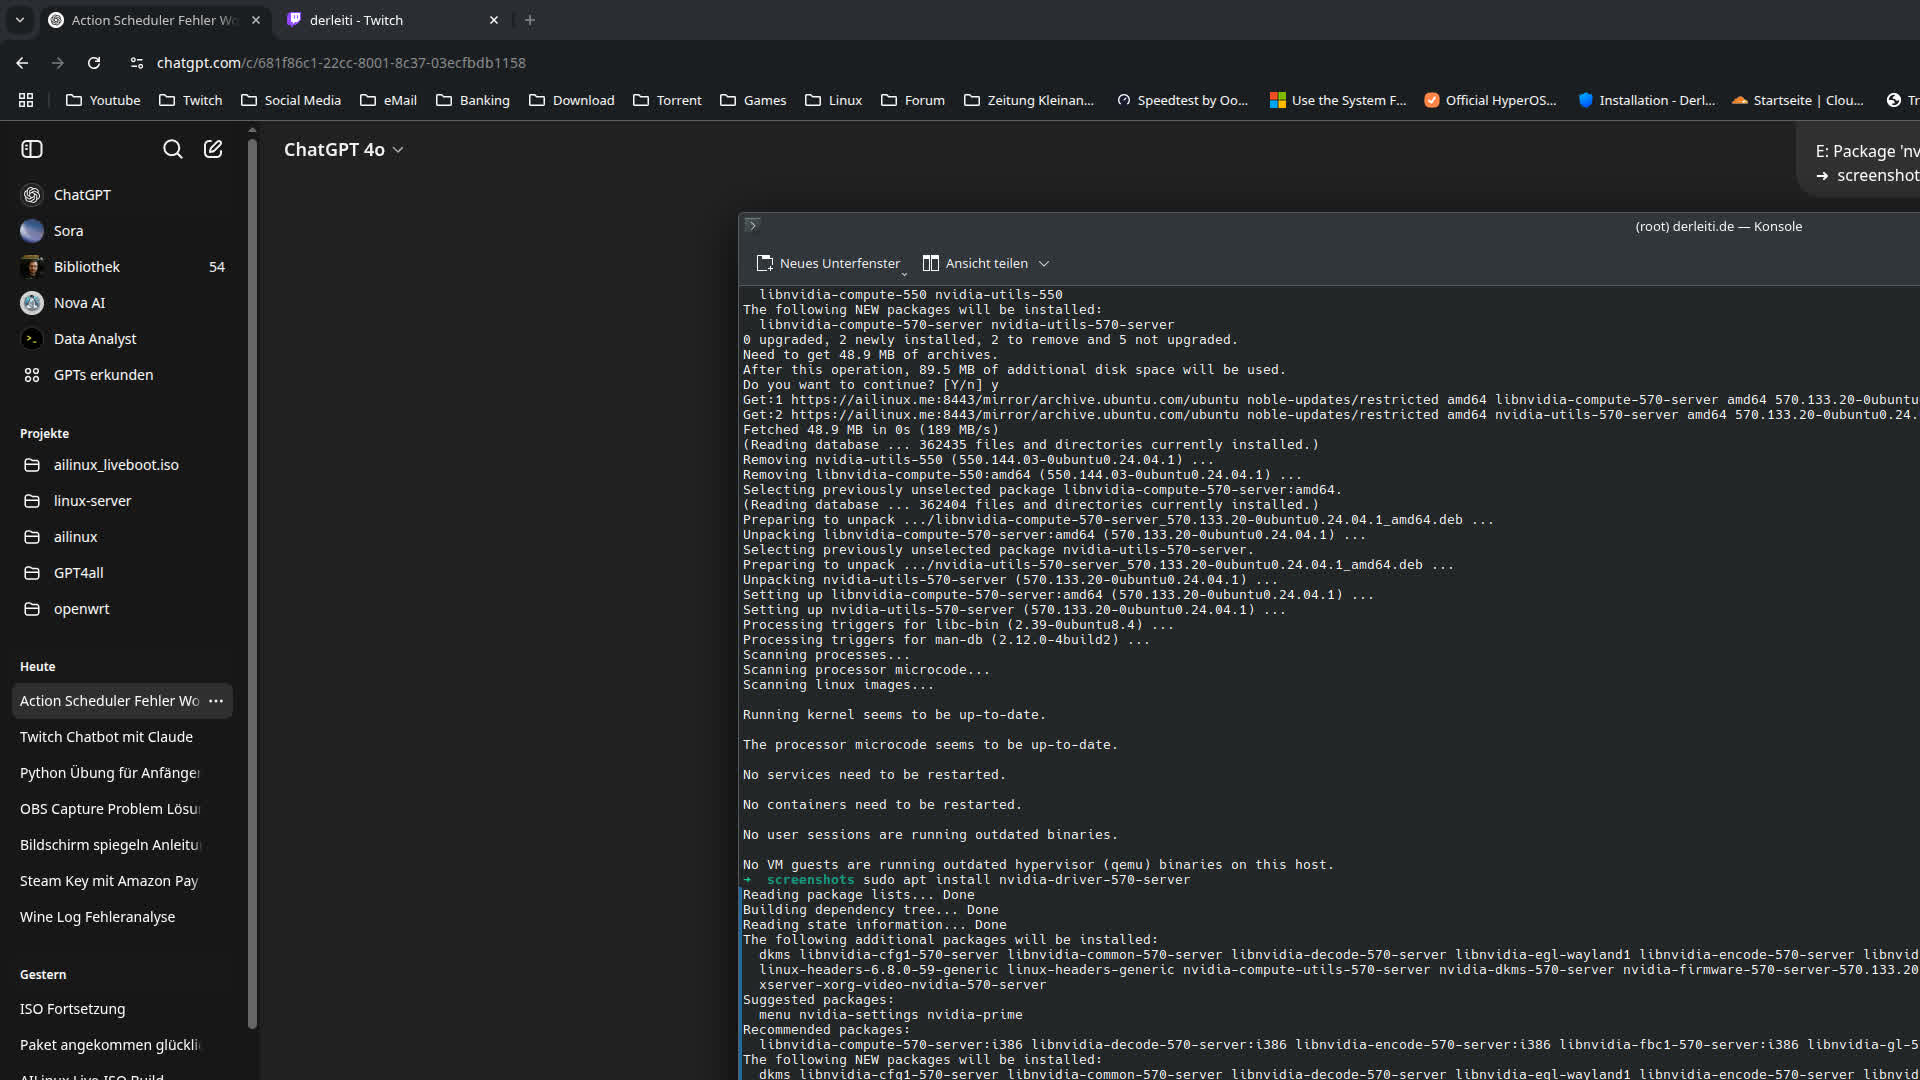 Action Scheduler Fehler Wo
derleiti - Twitch
chatgpt.com/c/681f86c1-22cc-8001-8c37-03ecfbdb1158
Youtube Twitch Social Media eMail Banking Download Torrent Games Linux Forum Zeitung Kleinan... Speedtest by Oo... Use the System F... Official HyperOS... Installation - Derl... Startseite | Clou... Tr
ChatGPT 4o
E: Package 'nv
➜ screenshot
ChatGPT
Sora
Bibliothek 54
Nova AI
Data Analyst
GPTs erkunden
Projekte
ailinux_liveboot.iso
linux-server
ailinux
GPT4all
openwrt
Heute
Action Scheduler Fehler Wo ...
Twitch Chatbot mit Claude
Python Übung für Anfänger
OBS Capture Problem Lösu
Bildschirm spiegeln Anleitu
Steam Key mit Amazon Pay
Wine Log Fehleranalyse
Gestern
ISO Fortsetzung
Paket angekommen glückli
AILinux Live ISO Build
(root) derleiti.de — Konsole
Neues Unterfenster Ansicht teilen
libnvidia-compute-550 nvidia-utils-550
The following NEW packages will be installed:
libnvidia-compute-570-server nvidia-utils-570-server
0 upgraded, 2 newly installed, 2 to remove and 5 not upgraded.
Need to get 48.9 MB of archives.
After this operation, 89.5 MB of additional disk space will be used.
Do you want to continue? [Y/n] y
Get:1 https://ailinux.me:8443/mirror/archive.ubuntu.com/ubuntu noble-updates/restricted amd64 libnvidia-compute-570-server amd64 570.133.20-0ubuntu
Get:2 https://ailinux.me:8443/mirror/archive.ubuntu.com/ubuntu noble-updates/restricted amd64 nvidia-utils-570-server amd64 570.133.20-0ubuntu0.24.
Fetched 48.9 MB in 0s (189 MB/s)
(Reading database ... 362435 files and directories currently installed.)
Removing nvidia-utils-550 (550.144.03-0ubuntu0.24.04.1) ...
Removing libnvidia-compute-550:amd64 (550.144.03-0ubuntu0.24.04.1) ...
Selecting previously unselected package libnvidia-compute-570-server:amd64.
(Reading database ... 362404 files and directories currently installed.)
Preparing to unpack .../libnvidia-compute-570-server_570.133.20-0ubuntu0.24.04.1_amd64.deb ...
Unpacking libnvidia-compute-570-server:amd64 (570.133.20-0ubuntu0.24.04.1) ...
Selecting previously unselected package nvidia-utils-570-server.
Preparing to unpack .../nvidia-utils-570-server_570.133.20-0ubuntu0.24.04.1_amd64.deb ...
Unpacking nvidia-utils-570-server (570.133.20-0ubuntu0.24.04.1) ...
Setting up libnvidia-compute-570-server:amd64 (570.133.20-0ubuntu0.24.04.1) ...
Setting up nvidia-utils-570-server (570.133.20-0ubuntu0.24.04.1) ...
Processing triggers for libc-bin (2.39-0ubuntu8.4) ...
Processing triggers for man-db (2.12.0-4build2) ...
Scanning processes...
Scanning processor microcode...
Scanning linux images...
Running kernel seems to be up-to-date.
The processor microcode seems to be up-to-date.
No services need to be restarted.
No containers need to be restarted.
No user sessions are running outdated binaries.
No VM guests are running outdated hypervisor (qemu) binaries on this host.
➜ screenshots sudo apt install nvidia-driver-570-server
Reading package lists... Done
Building dependency tree... Done
Reading state information... Done
The following additional packages will be installed:
dkms libnvidia-cfg1-570-server libnvidia-common-570-server libnvidia-decode-570-server libnvidia-egl-wayland1 libnvidia-encode-570-server libnvid
linux-headers-6.8.0-59-generic linux-headers-generic nvidia-compute-utils-570-server nvidia-dkms-570-server nvidia-firmware-570-server-570.133.20
xserver-xorg-video-nvidia-570-server
Suggested packages:
menu nvidia-settings nvidia-prime
Recommended packages:
libnvidia-compute-570-server:i386 libnvidia-decode-570-server:i386 libnvidia-encode-570-server:i386 libnvidia-fbc1-570-server:i386 libnvidia-gl-5
The following NEW packages will be installed:
dkms libnvidia-cfg1-570-server libnvidia-common-570-server libnvidia-decode-570-server libnvidia-egl-wayland1 libnvidia-encode-570-server libnvid